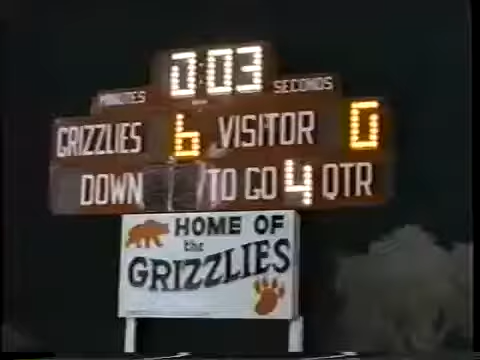 0:03
MINUTES SECONDS
GRIZZLIES 6 VISITOR 0
DOWN TO GO 4 QTR
HOME OF
the
GRIZZLIES